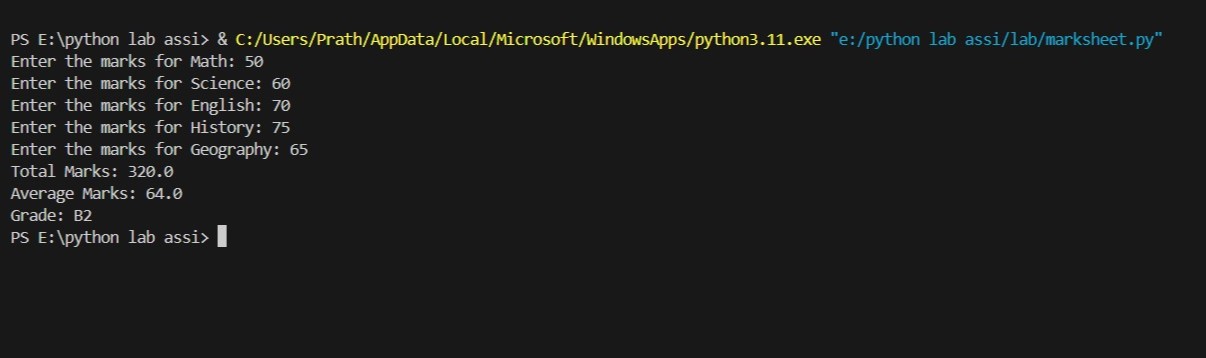 PS E:\python lab assi> & C:/Users/Prath/AppData/Local/Microsoft/WindowsApps/python3.11.exe "e:/python lab assi/lab/marksheet.py"
Enter the marks for Math: 50
Enter the marks for Science: 60
Enter the marks for English: 70
Enter the marks for History: 75
Enter the marks for Geography: 65
Total Marks: 320.0
Average Marks: 64.0
Grade: B2
PS E:\python lab assi>